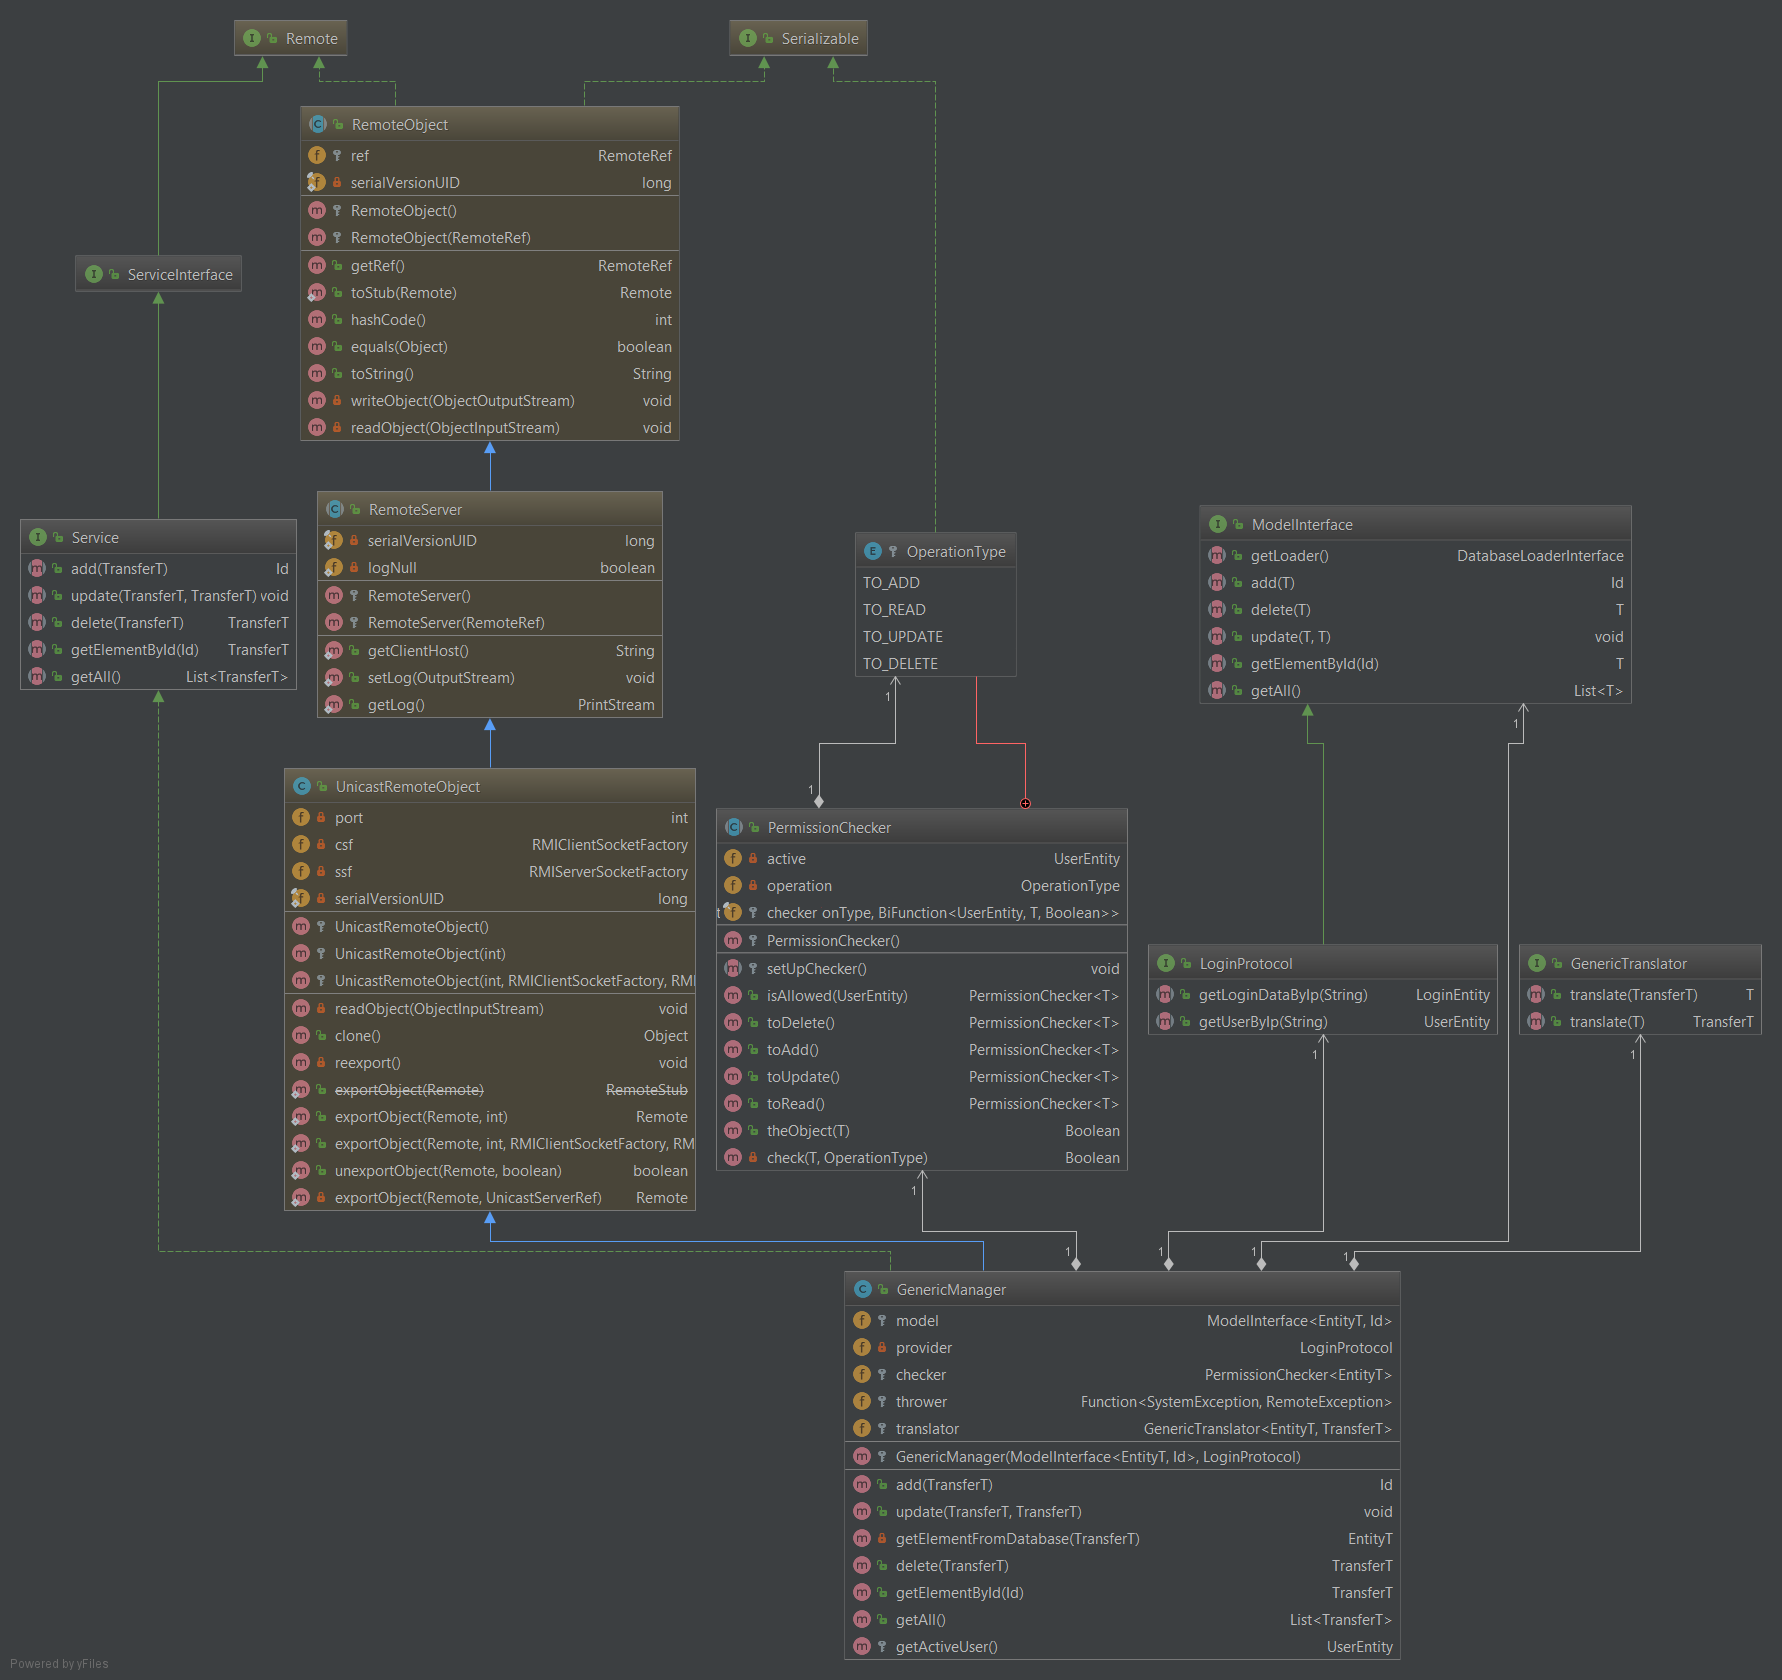 Remote
Serializable
RemoteObject
ref RemoteRef
serialVersionUID long
RemoteObject()
RemoteObject(RemoteRef)
getRef() RemoteRef
toStub(Remote) Remote
hashCode() int
equals(Object) boolean
toString() String
writeObject(ObjectOutputStream) void
readObject(ObjectInputStream) void
ServiceInterface
Service
add(TransferT) Id
update(TransferT, TransferT) void
delete(TransferT) TransferT
getElementById(Id) TransferT
getAll() List<TransferT>
RemoteServer
serialVersionUID long
logNull boolean
RemoteServer()
RemoteServer(RemoteRef)
getClientHost() String
setLog(OutputStream) void
getLog() PrintStream
OperationType
TO_ADD
TO_READ
TO_UPDATE
TO_DELETE
1
1
ModelInterface
getLoader() DatabaseLoaderInterface
add(T) Id
delete(T) T
update(T, T) void
getElementById(Id) T
getAll() List<T>
1
UnicastRemoteObject
port int
csf RMIClientSocketFactory
ssf RMIServerSocketFactory
serialVersionUID long
UnicastRemoteObject()
UnicastRemoteObject(int)
UnicastRemoteObject(int, RMIClientSocketFactory, RMI
readObject(ObjectInputStream) void
clone() Object
reexport() void
exportObject(Remote) RemoteStub
exportObject(Remote, int) Remote
exportObject(Remote, int, RMIClientSocketFactory, RM
unexportObject(Remote, boolean) boolean
exportObject(Remote, UnicastServerRef) Remote
PermissionChecker
active UserEntity
operation OperationType
t checker onType, BiFunction<UserEntity, T, Boolean>>
PermissionChecker()
setUpChecker() void
isAllowed(UserEntity) PermissionChecker<T>
toDelete() PermissionChecker<T>
toAdd() PermissionChecker<T>
toUpdate() PermissionChecker<T>
toRead() PermissionChecker<T>
theObject(T) Boolean
check(T, OperationType) Boolean
LoginProtocol
getLoginDataByIp(String) LoginEntity
getUserByIp(String) UserEntity
GenericTranslator
translate(TransferT) T
translate(T) TransferT
1
1
1
1
1
1
1
GenericManager
model ModelInterface<EntityT, Id>
provider LoginProtocol
checker PermissionChecker<EntityT>
thrower Function<SystemException, RemoteException>
translator GenericTranslator<EntityT, TransferT>
GenericManager(ModelInterface<EntityT, Id>, LoginProtocol)
add(TransferT) Id
update(TransferT, TransferT) void
getElementFromDatabase(TransferT) EntityT
delete(TransferT) TransferT
getElementById(Id) TransferT
getAll() List<TransferT>
getActiveUser() UserEntity
Powered by yFiles